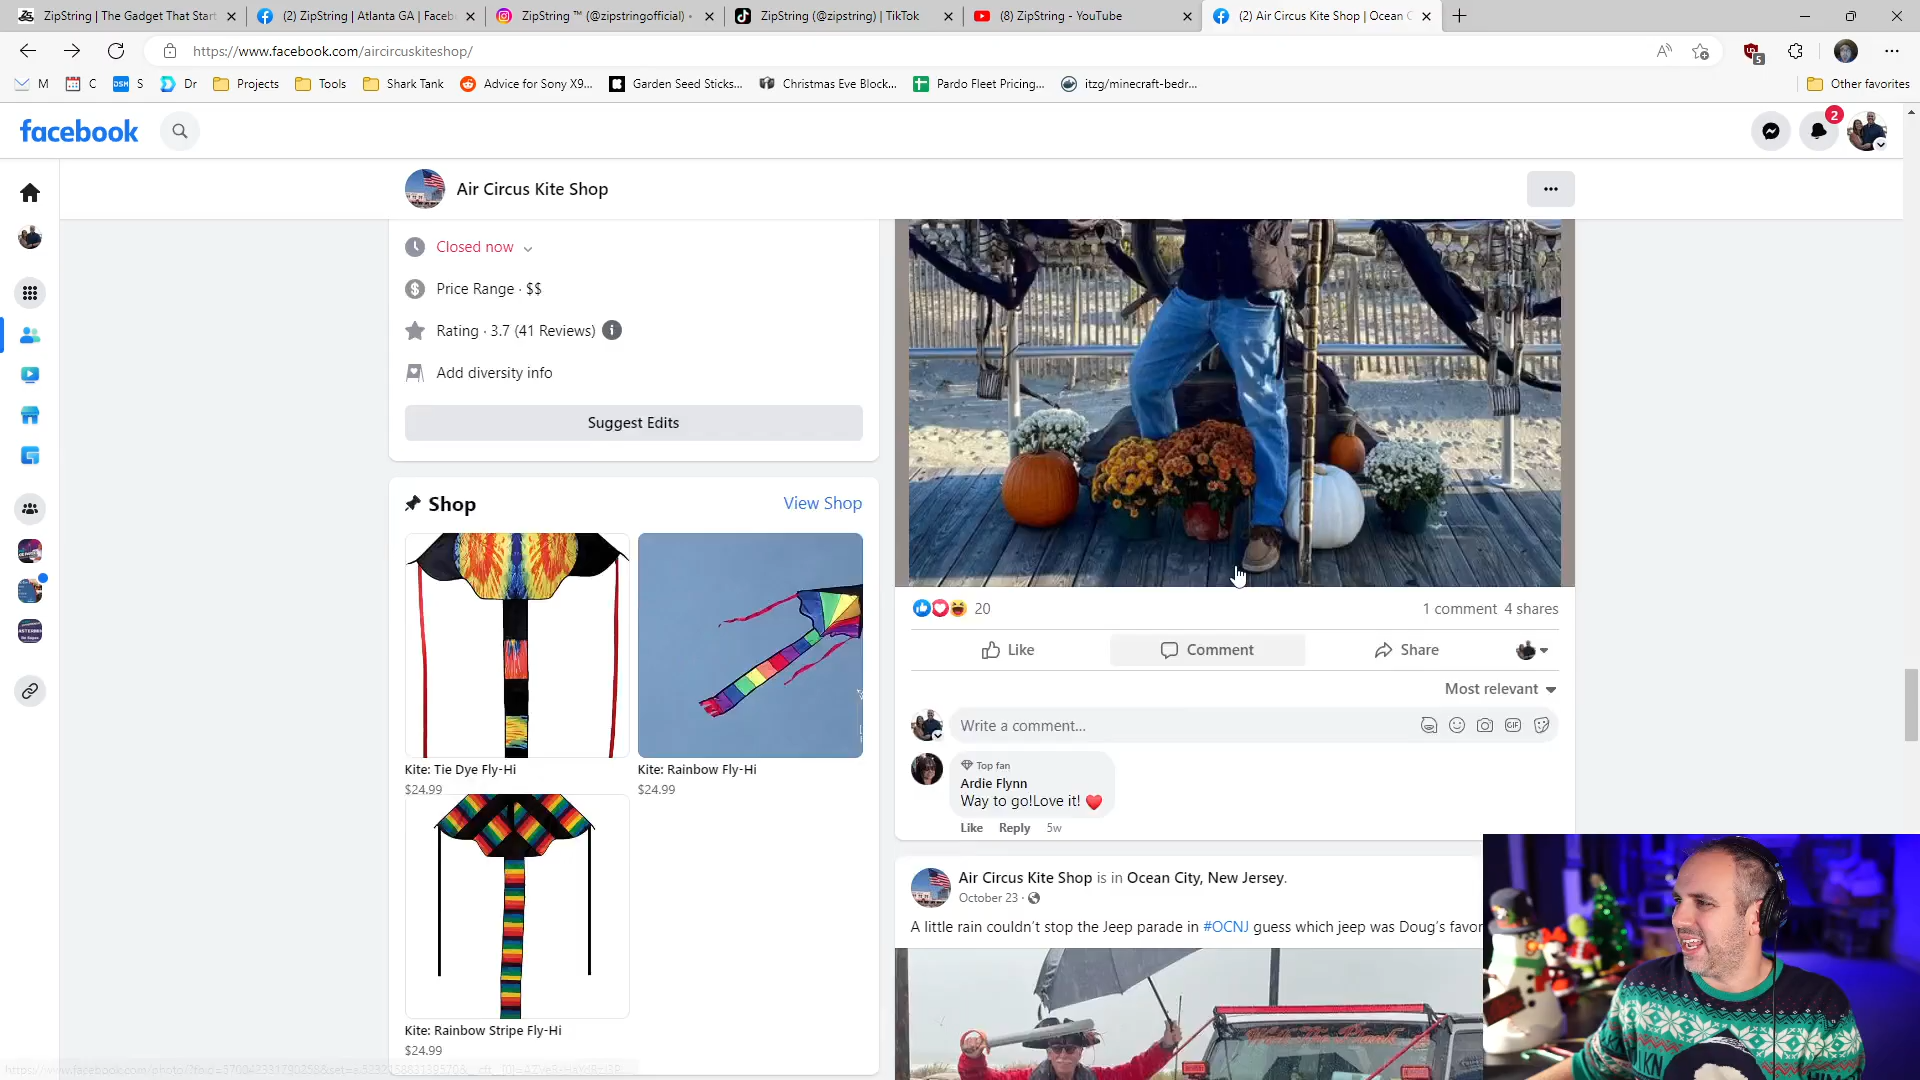 ZipString | The Gadget That Start
(2) ZipString | Atlanta GA | Faceb
ZipString ™ (@zipstringofficial) •
ZipString (@zipstring) | TikTok
(8) ZipString - YouTube
(2) Air Circus Kite Shop | Ocean C
https://www.facebook.com/aircircuskiteshop/
5
M
C
S
Dr
Projects
Tools
Shark Tank
Advice for Sony X9...
Garden Seed Sticks...
Christmas Eve Block...
Pardo Fleet Pricing...
itzg/minecraft-bedr...
Other favorites
facebook
2
Air Circus Kite Shop
Closed now
Price Range · $$
Rating · 3.7 (41 Reviews)
Add diversity info
Suggest Edits
Shop
View Shop
Kite: Tie Dye Fly-Hi
$24.99
Kite: Rainbow Fly-Hi
$24.99
Kite: Rainbow Stripe Fly-Hi
$24.99
20
1 comment 4 shares
Like
Comment
Share
Most relevant
Write a comment...
GIF
Top fan
Ardie Flynn
Way to go!Love it! ❤️
Like Reply 5w
Air Circus Kite Shop is in Ocean City, New Jersey.
October 23 ·
A little rain couldn't stop the Jeep parade in #OCNJ guess which jeep was Doug's favor